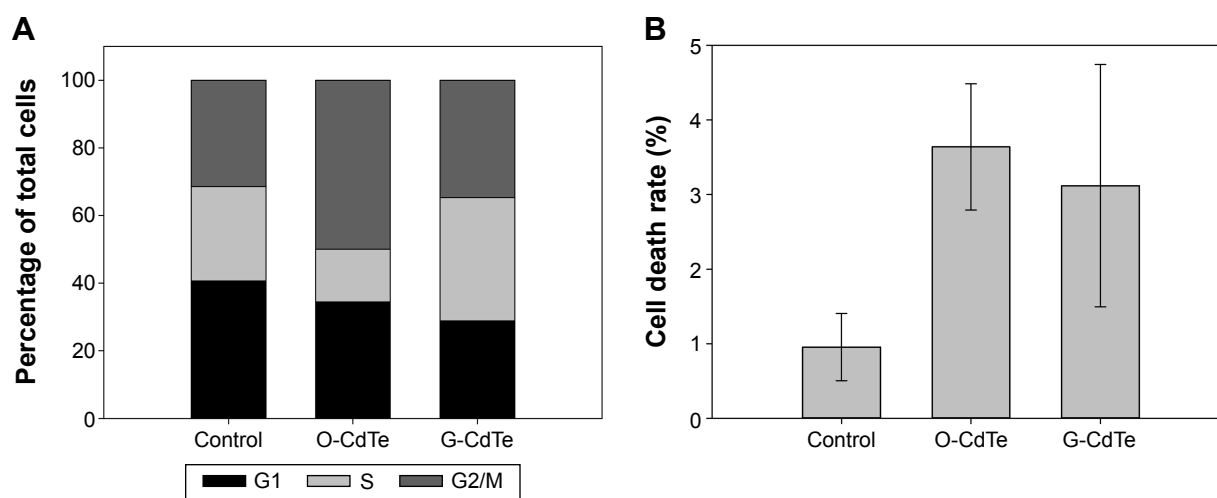 A
Percentage of total cells
100
80
60
40
20
0
Control O-CdTe G-CdTe
G1 S G2/M
B
Cell death rate (%)
5
4
3
2
1
0
Control O-CdTe G-CdTe